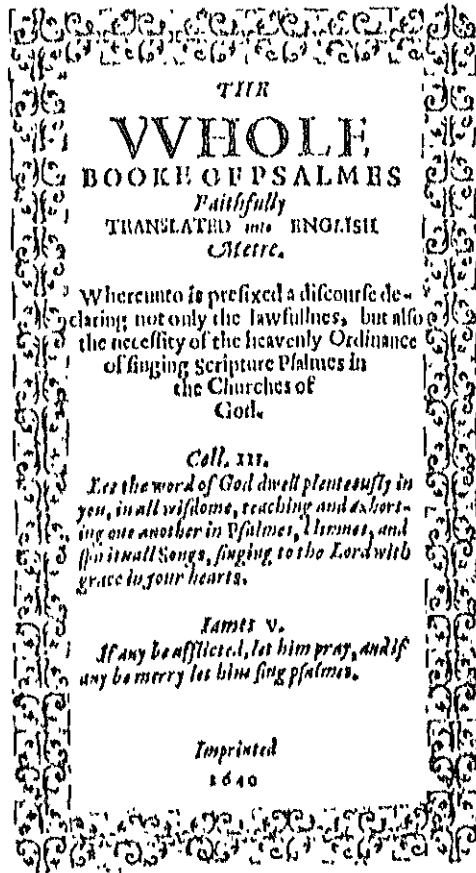 THE
VVHOLE
BOOKE OF PSALMES
Faithfully
TRANSLATED into ENGLISH
Metre.
Whereunto is prefixed a discourse de-
claring not only the lawfullnes, but also
the necessity of the heavenly Ordinance
of singing Scripture Psalmes in
the Churches of
God.
Coll. III.
Let the word of God dwell plenteously in
you, in all wisdome, teaching and exhort-
ing one another in Psalmes, Himnes, and
spirituall Songs, singing to the Lord with
grace in your hearts.
Iames V.
If any be afflicted, let him pray, and if
any be merry let him sing psalmes.
Imprinted
1640